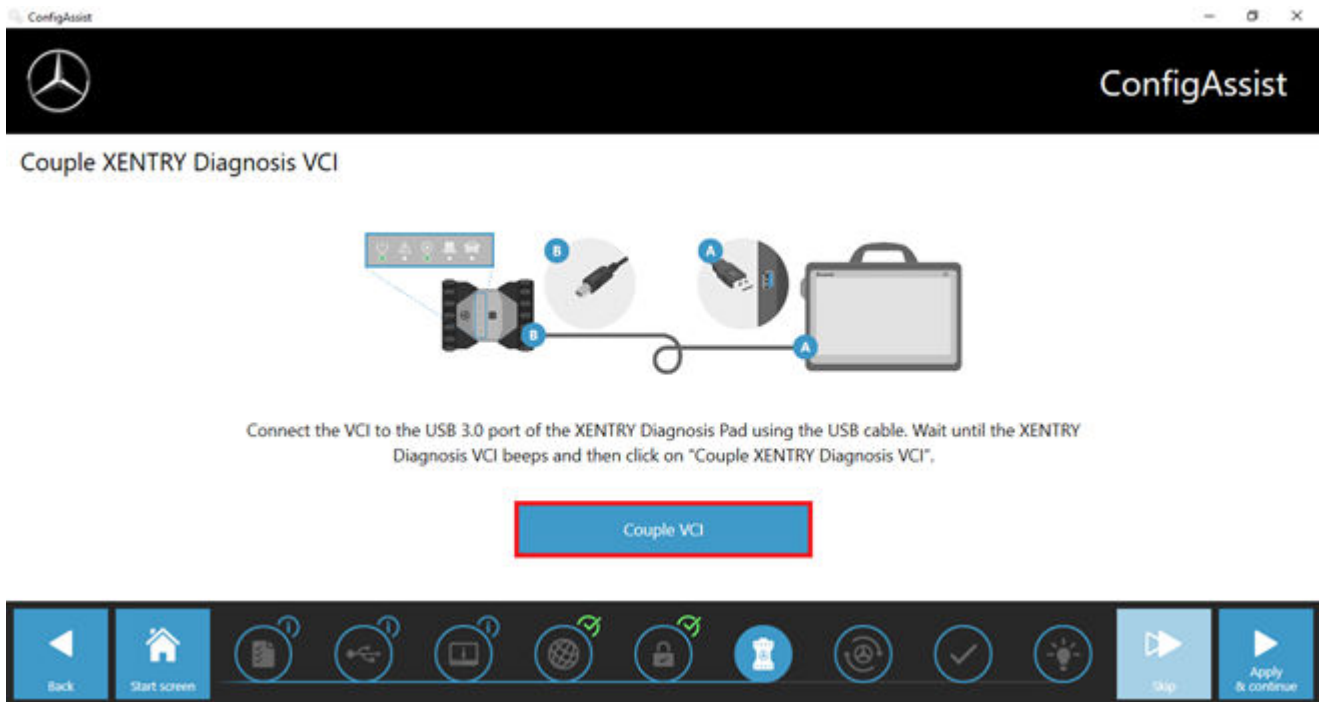 ConfigAssist
ConfigAssist
Couple XENTRY Diagnosis VCI
B
A
B
A
Connect the VCI to the USB 3.0 port of the XENTRY Diagnosis Pad using the USB cable. Wait until the XENTRY
Diagnosis VCI beeps and then click on "Couple XENTRY Diagnosis VCI".
Couple VCI
Back
Start screen
Skip
Apply
& continue